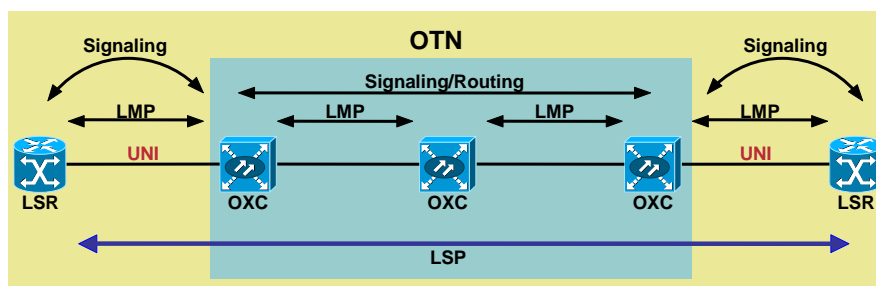 OTN
Signaling
Signaling
Signaling/Routing
LMP
LMP
LMP
LMP
UNI
UNI
LSR
OXC
OXC
OXC
LSR
LSP